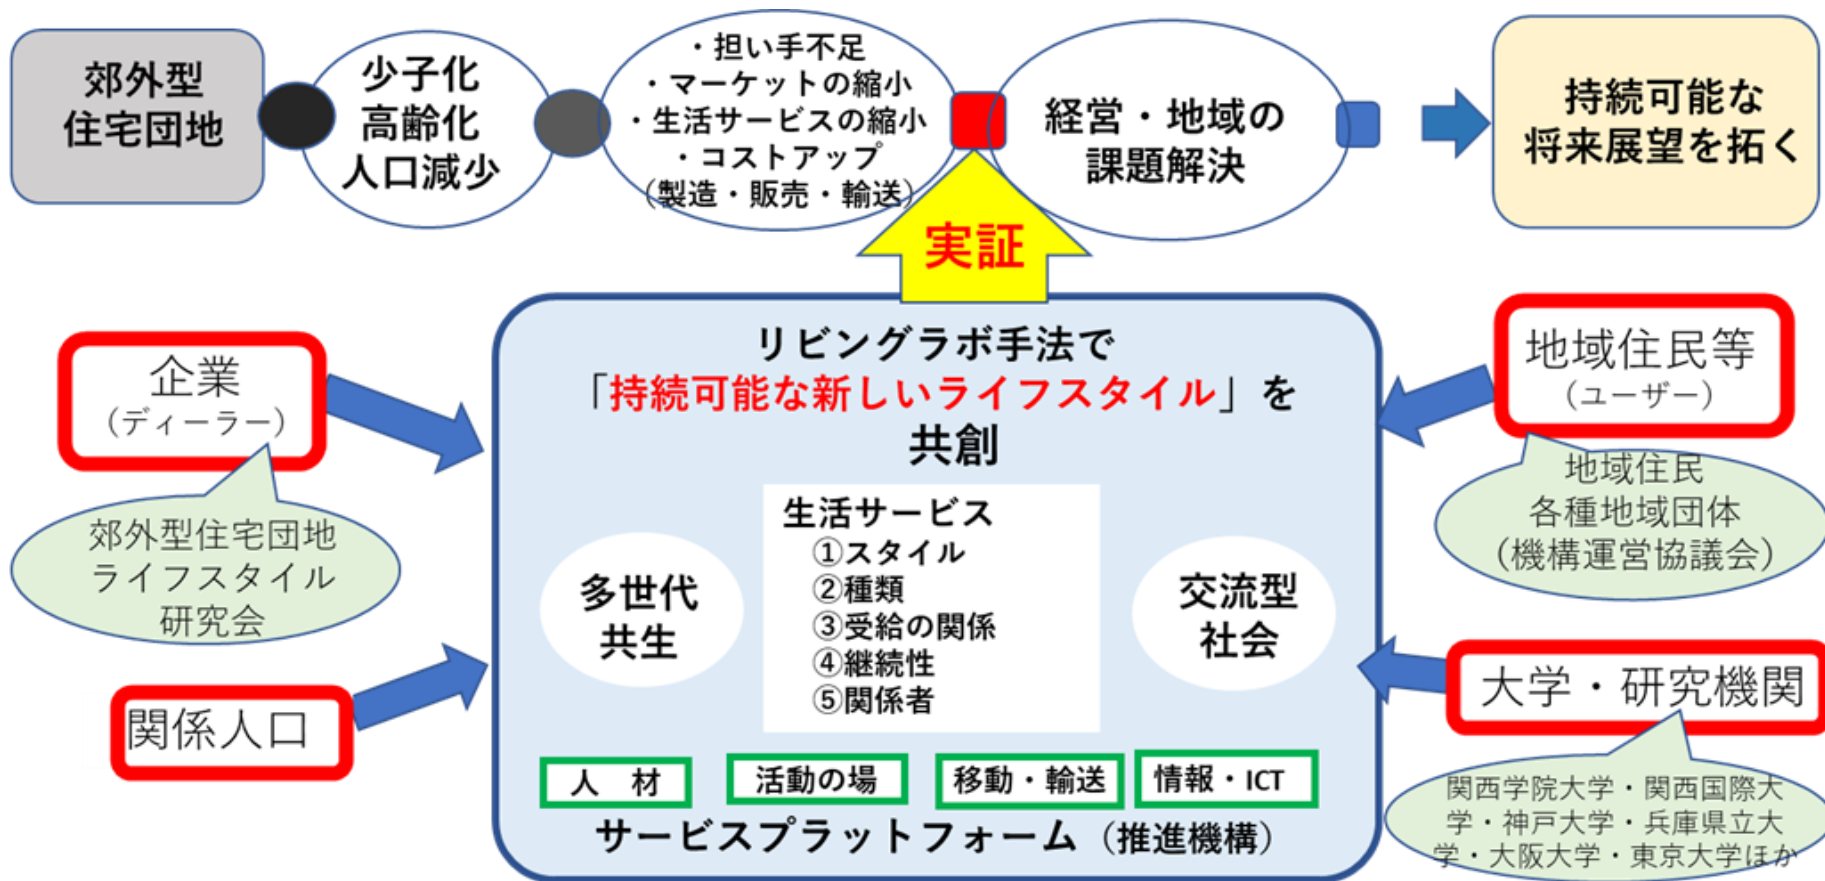 郊外型
住宅団地
少子化
高齢化
人口減少
・担い手不足
・マーケットの縮小
・生活サービスの縮小
・コストアップ
（製造・販売・輸送）
経営・地域の
課題解決
持続可能な
将来展望を拓く
実証
リビングラボ手法で
「持続可能な新しいライフスタイル」を
共創
企業
（ディーラー）
郊外型住宅団地
ライフスタイル
研究会
関係人口
地域住民等
（ユーザー）
地域住民
各種地域団体
（機構運営協議会）
大学・研究機関
関西学院大学・関西国際大
学・神戸大学・兵庫県立大
学・大阪大学・東京大学ほか
多世代
共生
生活サービス
①スタイル
②種類
③受給の関係
④継続性
⑤関係者
交流型
社会
人　材
活動の場
移動・輸送
情報・ICT
サービスプラットフォーム（推進機構）